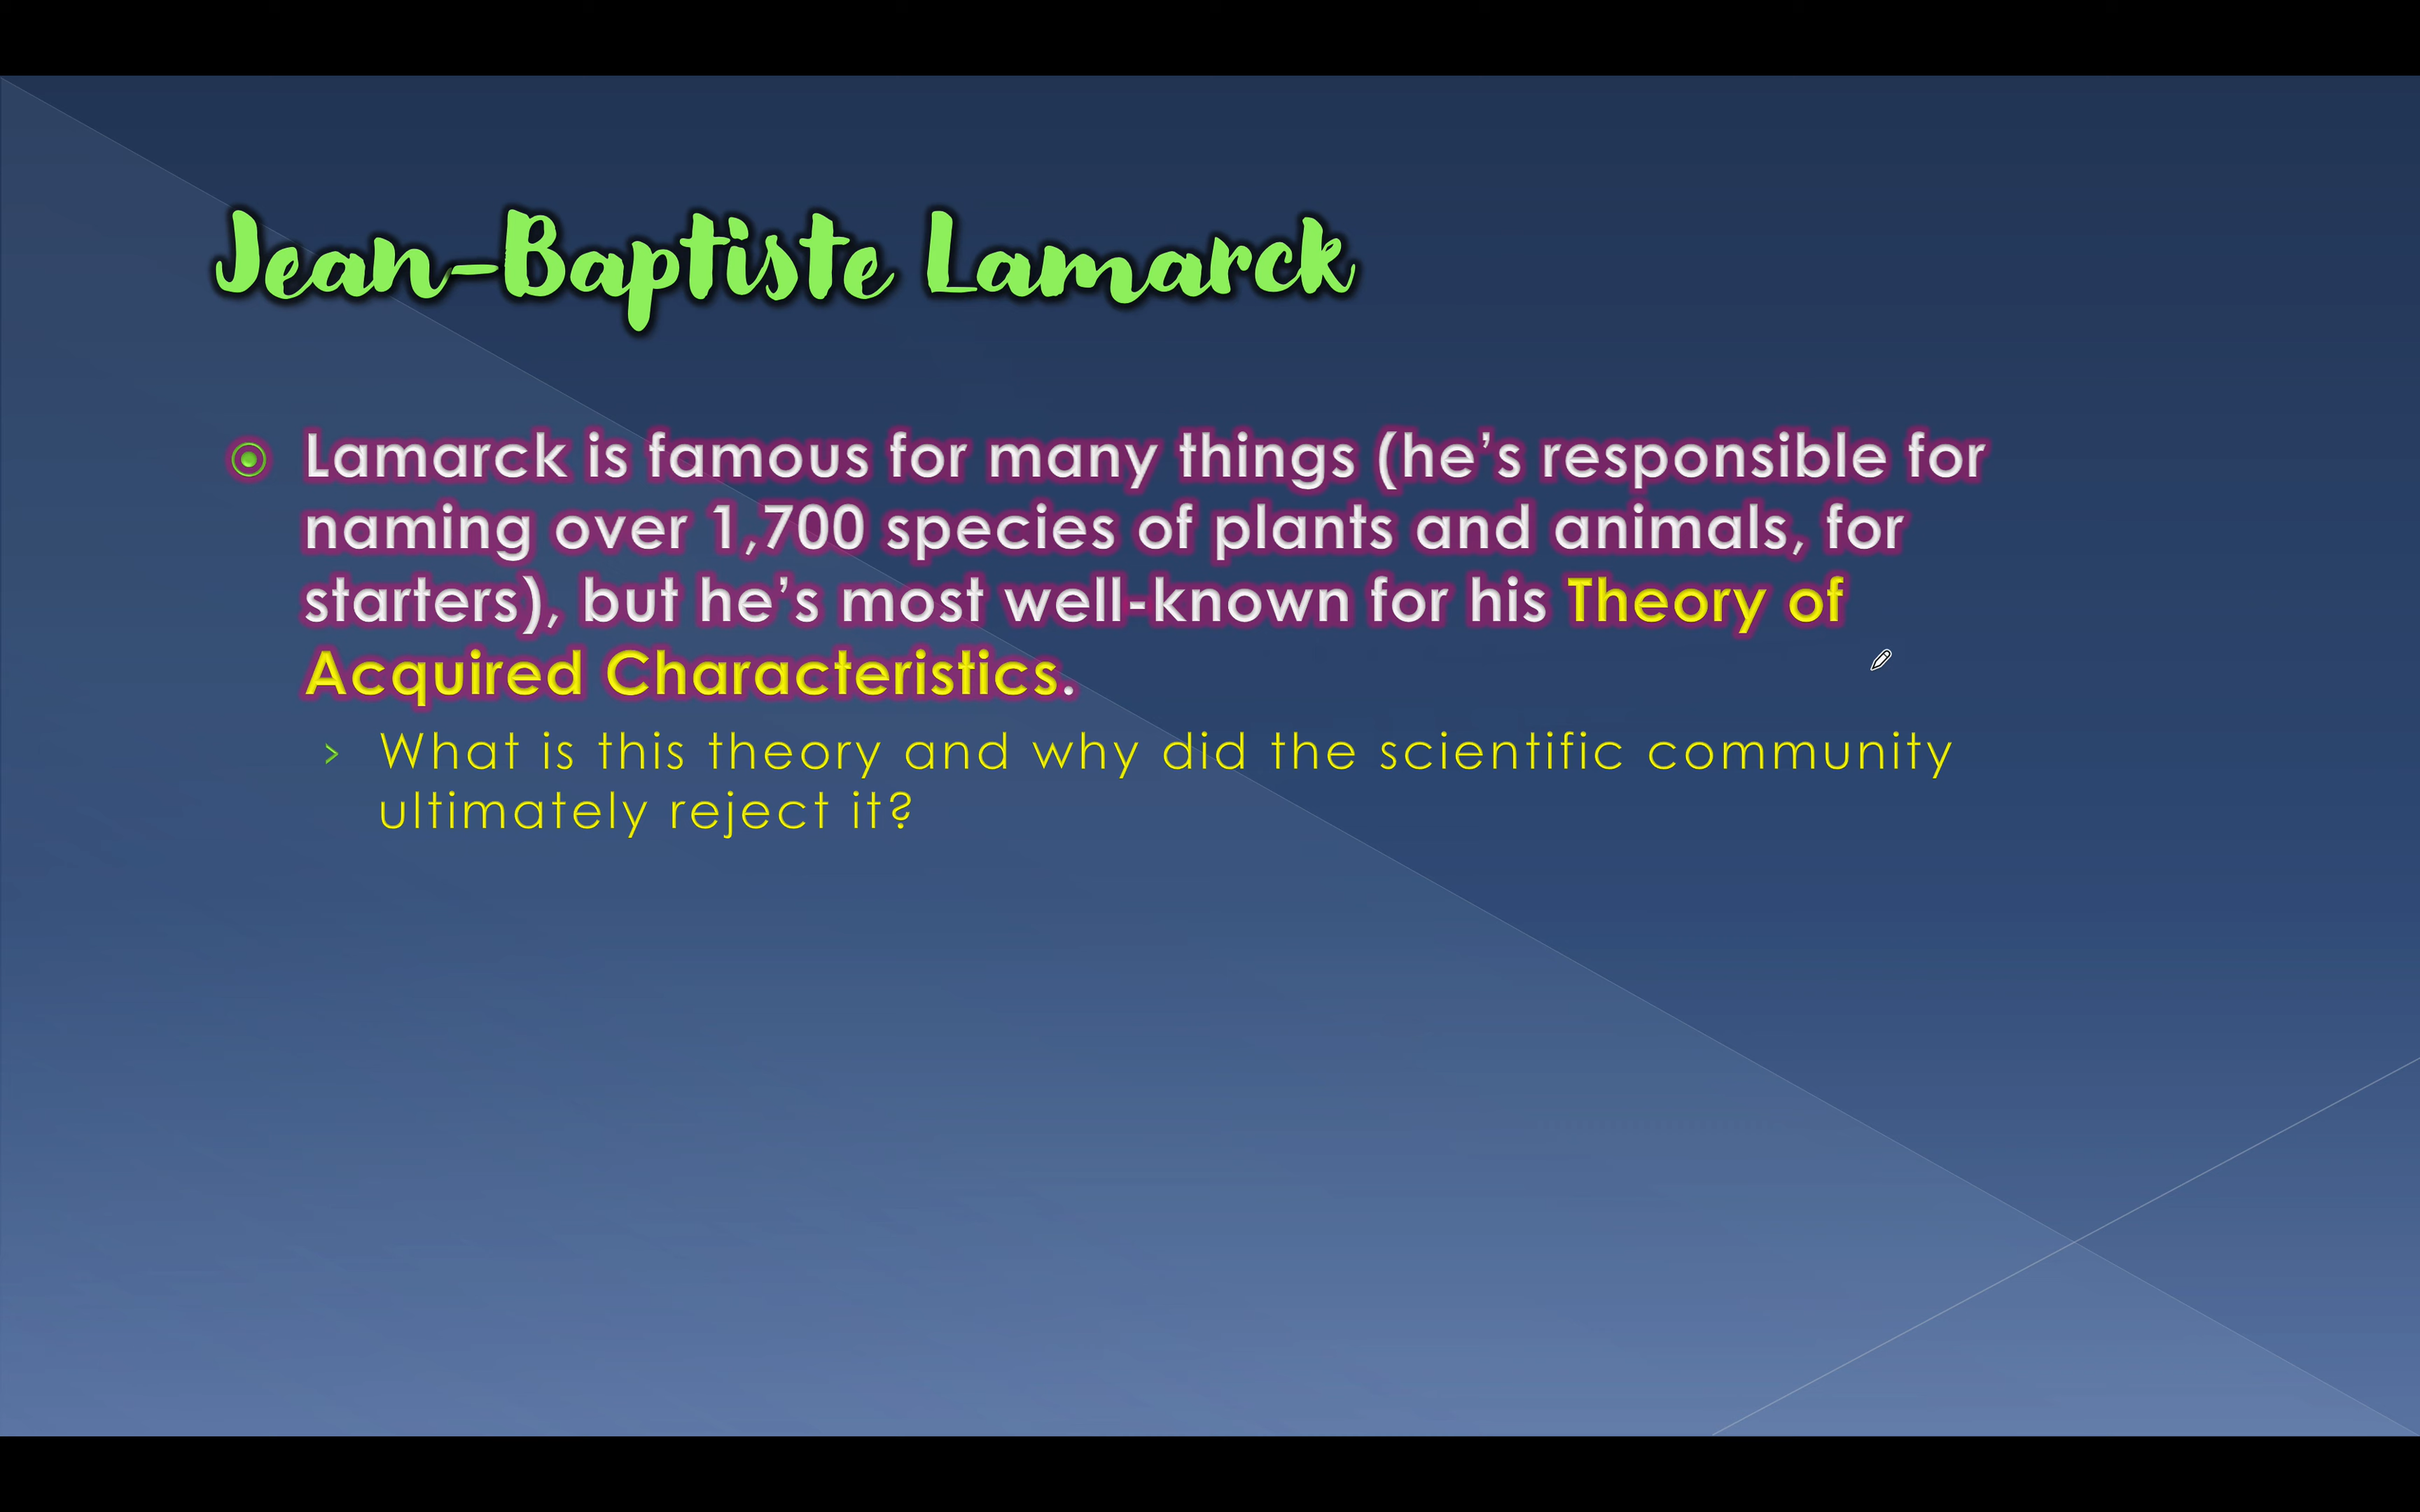 Jean-Baptiste Lamarck
Lamarck is famous for many things (he’s responsible for
naming over 1,700 species of plants and animals, for
starters), but he’s most well-known for his Theory of
Acquired Characteristics.
What is this theory and why did the scientific community
ultimately reject it?